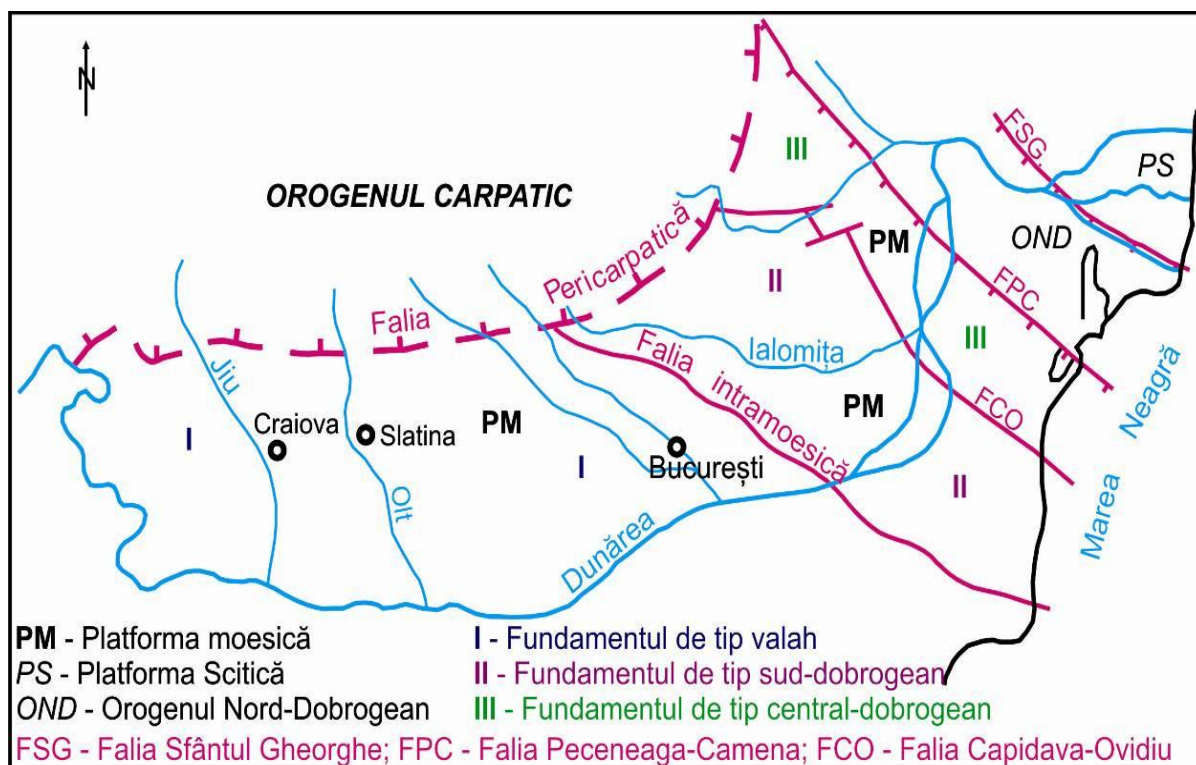 N
FSG
PS
III
OROGENUL CARPATIC
Pericarpatică
PM
OND
II
Falia
FPC
Ialomița
Falia intramoesică
III
Jiu
PM
Neagră
Craiova
FCO
I
Slatina
PM
I
București
II
Olt
Marea
Dunărea
PM - Platforma moesică
I - Fundamentul de tip valah
PS - Platforma Scitică
II - Fundamentul de tip sud-dobrogean
OND - Orogenul Nord-Dobrogean
III - Fundamentul de tip central-dobrogean
FSG - Falia Sfântul Gheorghe; FPC - Falia Peceneaga-Camena; FCO - Falia Capidava-Ovidiu